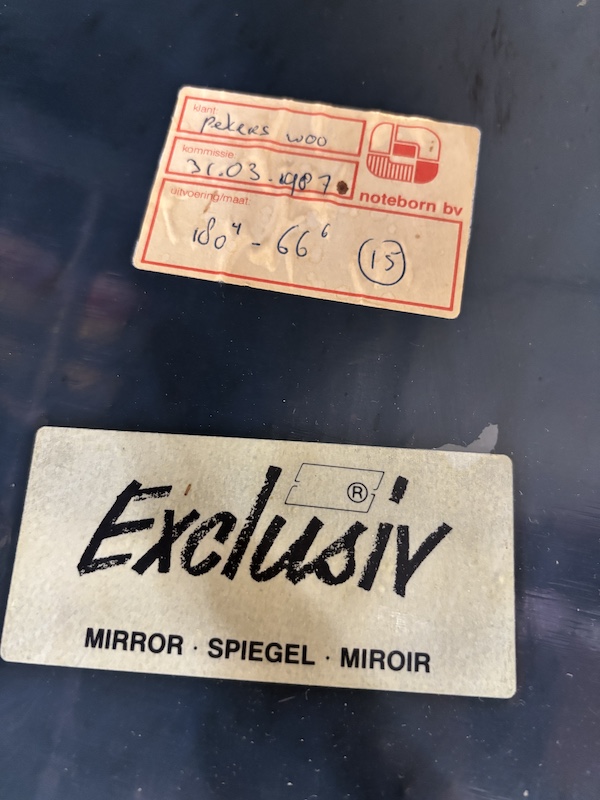 klant:
Pekers woo
kommissie:
31.03.1987.
noteborn bv
uitvoering/maat:
180⁴ - 66⁶ 15
Exclusiv ®
MIRROR · SPIEGEL · MIROIR